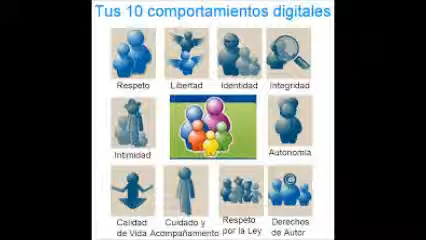 Tus 10 comportamientos digitales
Respeto
Libertad
Identidad
Integridad
Intimidad
Autonomía
Calidad
de Vida
Cuidado y
Acompañamiento
Respeto
por la Ley
Derechos
de Autor